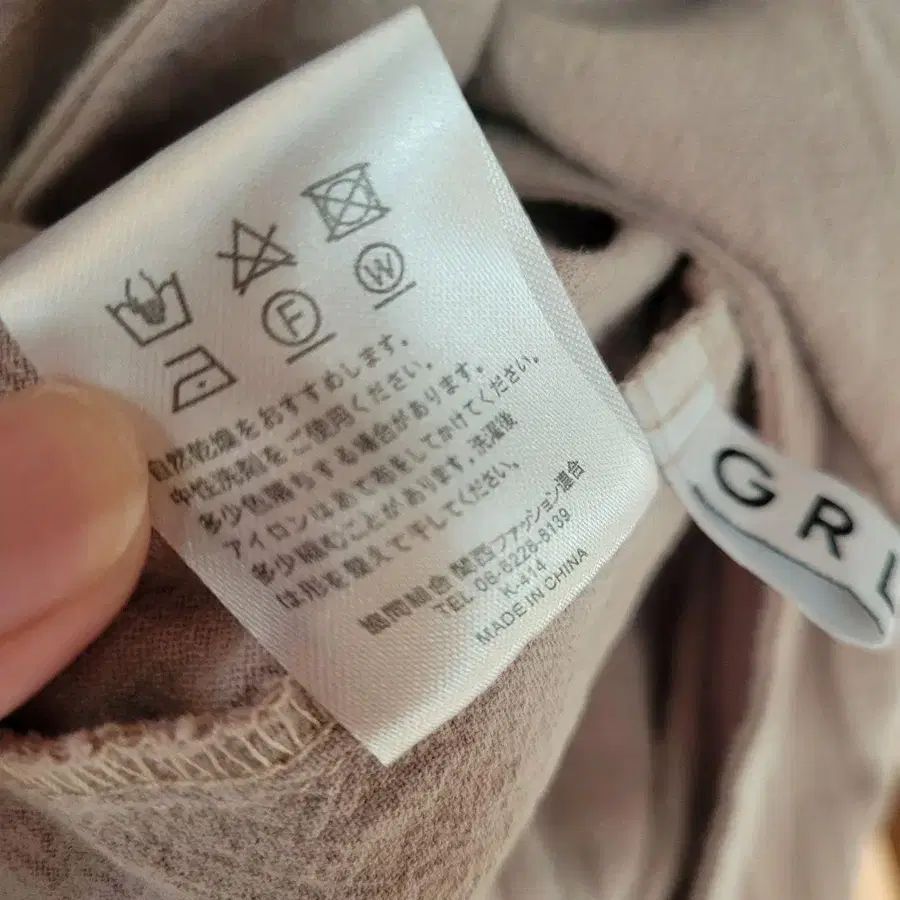 F
W
自然乾燥をおすすめします。
中性洗剤をご使用ください。
多少色落りする場合があります。
アイロンはあて布をしてかけてください。
多少縮むことがあります,洗濯後
は形を整えて干してください。
協同組合 関西ファッション連合
TEL 06-6228-8139
K-414
MADE IN CHINA
GRL